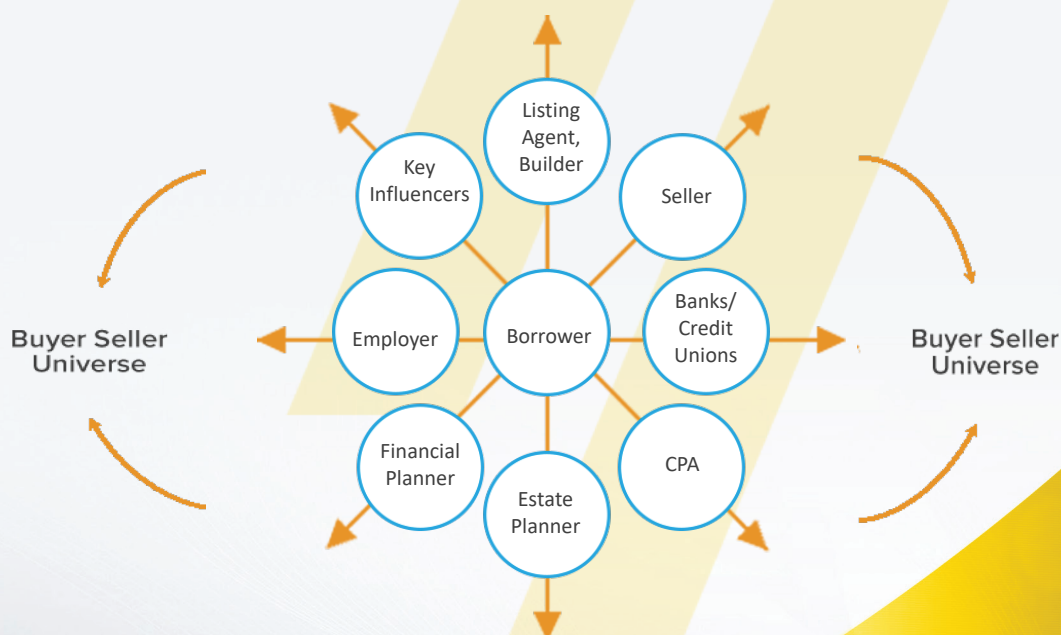 Listing
Agent,
Builder
Key
Influencers
Seller
Buyer Seller
Universe
Employer
Borrower
Banks/
Credit
Unions
Buyer Seller
Universe
Financial
Planner
Estate
Planner
CPA